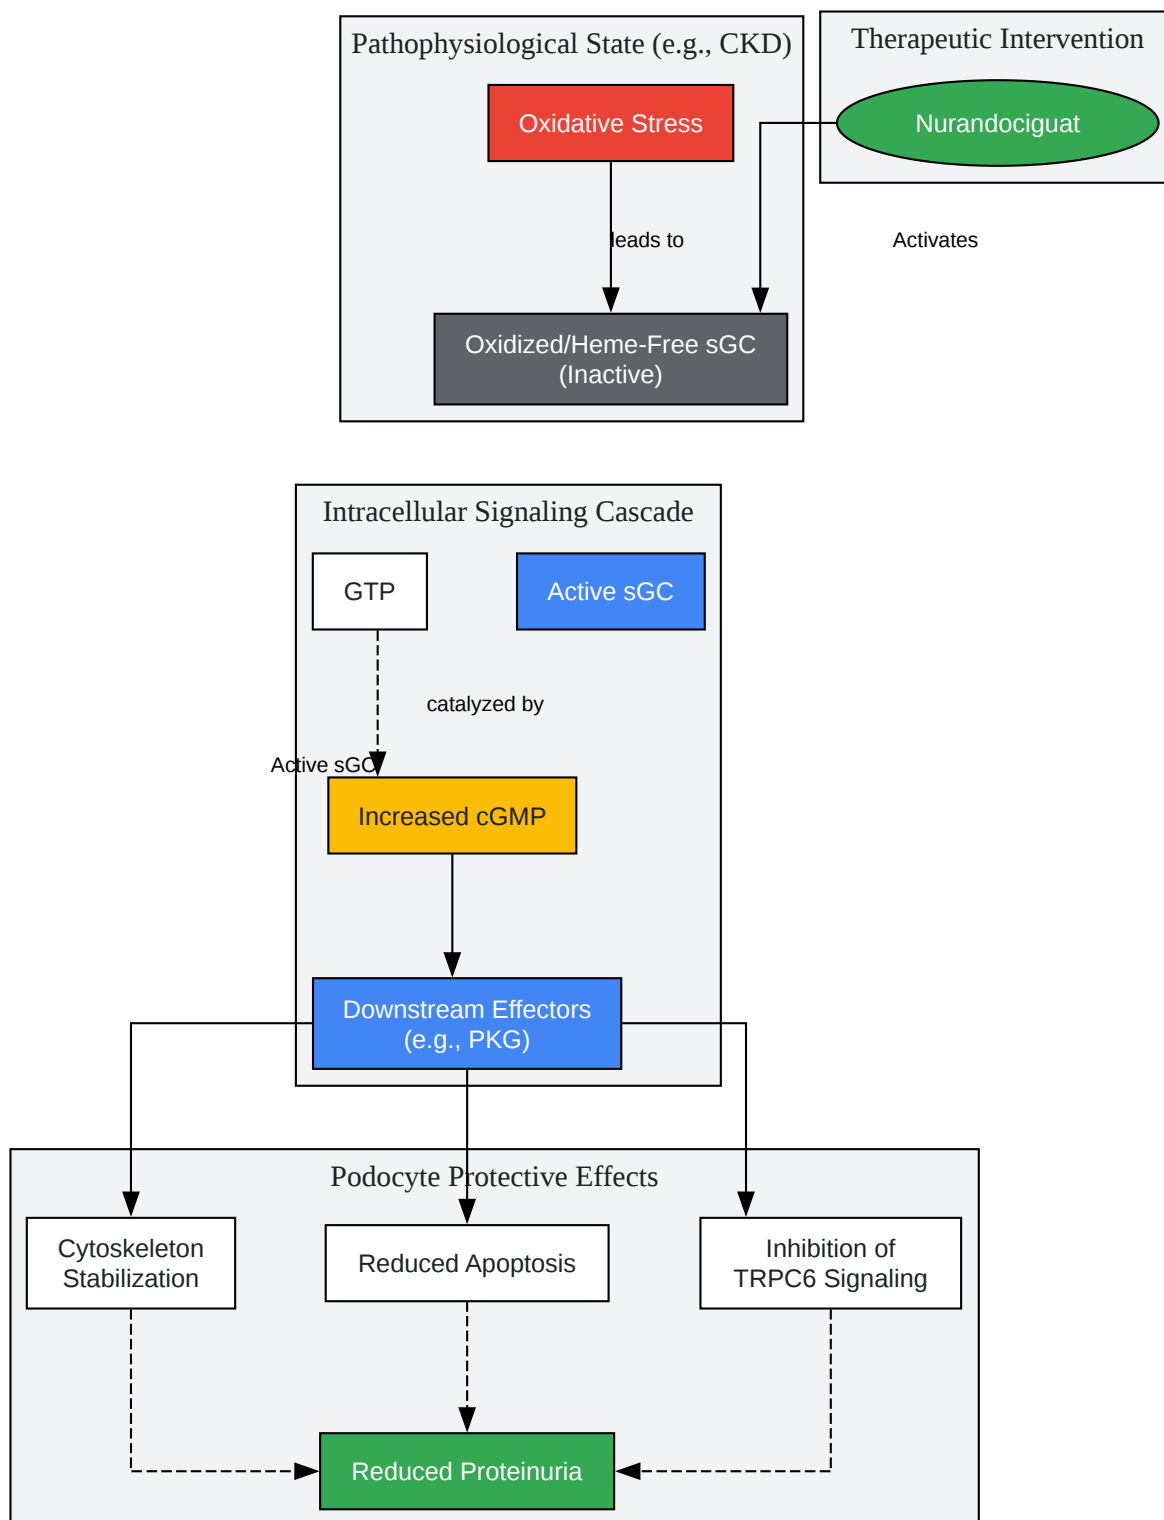 Pathophysiological State (e.g., CKD)
Therapeutic Intervention
Oxidative Stress
Nurandociguat
leads to
Activates
Oxidized/Heme-Free sGC
(Inactive)
Intracellular Signaling Cascade
GTP
Active sGC
catalyzed by
Active sGC
Increased cGMP
Downstream Effectors
(e.g., PKG)
Podocyte Protective Effects
Cytoskeleton
Stabilization
Reduced Apoptosis
Inhibition of
TRPC6 Signaling
Reduced Proteinuria